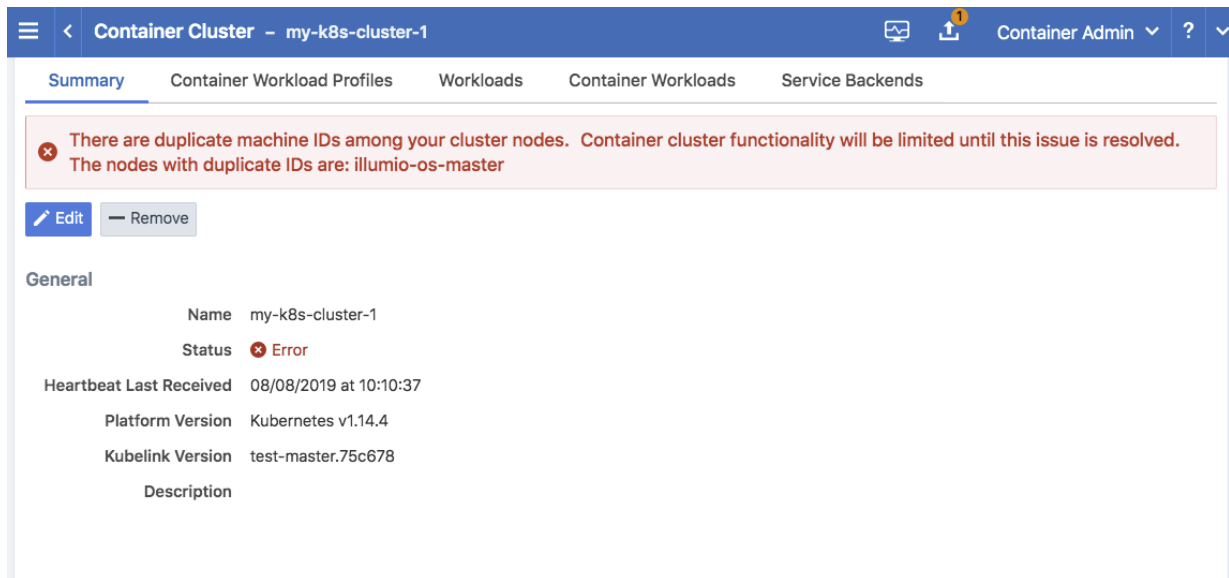 Container Cluster – my-k8s-cluster-1
1
Container Admin
?
Summary Container Workload Profiles Workloads Container Workloads Service Backends
There are duplicate machine IDs among your cluster nodes. Container cluster functionality will be limited until this issue is resolved.
The nodes with duplicate IDs are: illumio-os-master
Edit Remove
General
Name my-k8s-cluster-1
Status Error
Heartbeat Last Received 08/08/2019 at 10:10:37
Platform Version Kubernetes v1.14.4
Kubelink Version test-master.75c678
Description